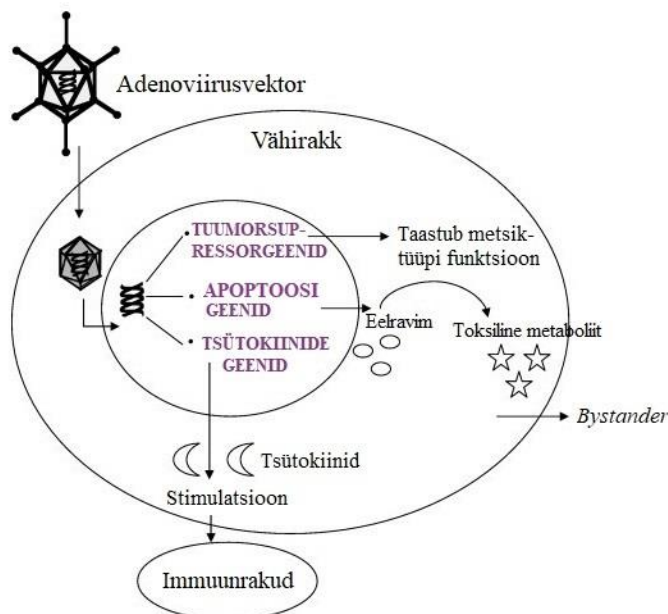 Adenoviirusvektor
Vähirakk
TUUMORSUP-
RESSORGEENID
Taastub metsik-
tüüpi funktsioon
APOPTOOSI
GEENID
Eelravim
Toksiline metaboliit
TSÜTOKIINIDE
GEENID
Bystander
Tsütokiinid
Stimulatsioon
Immuunrakud